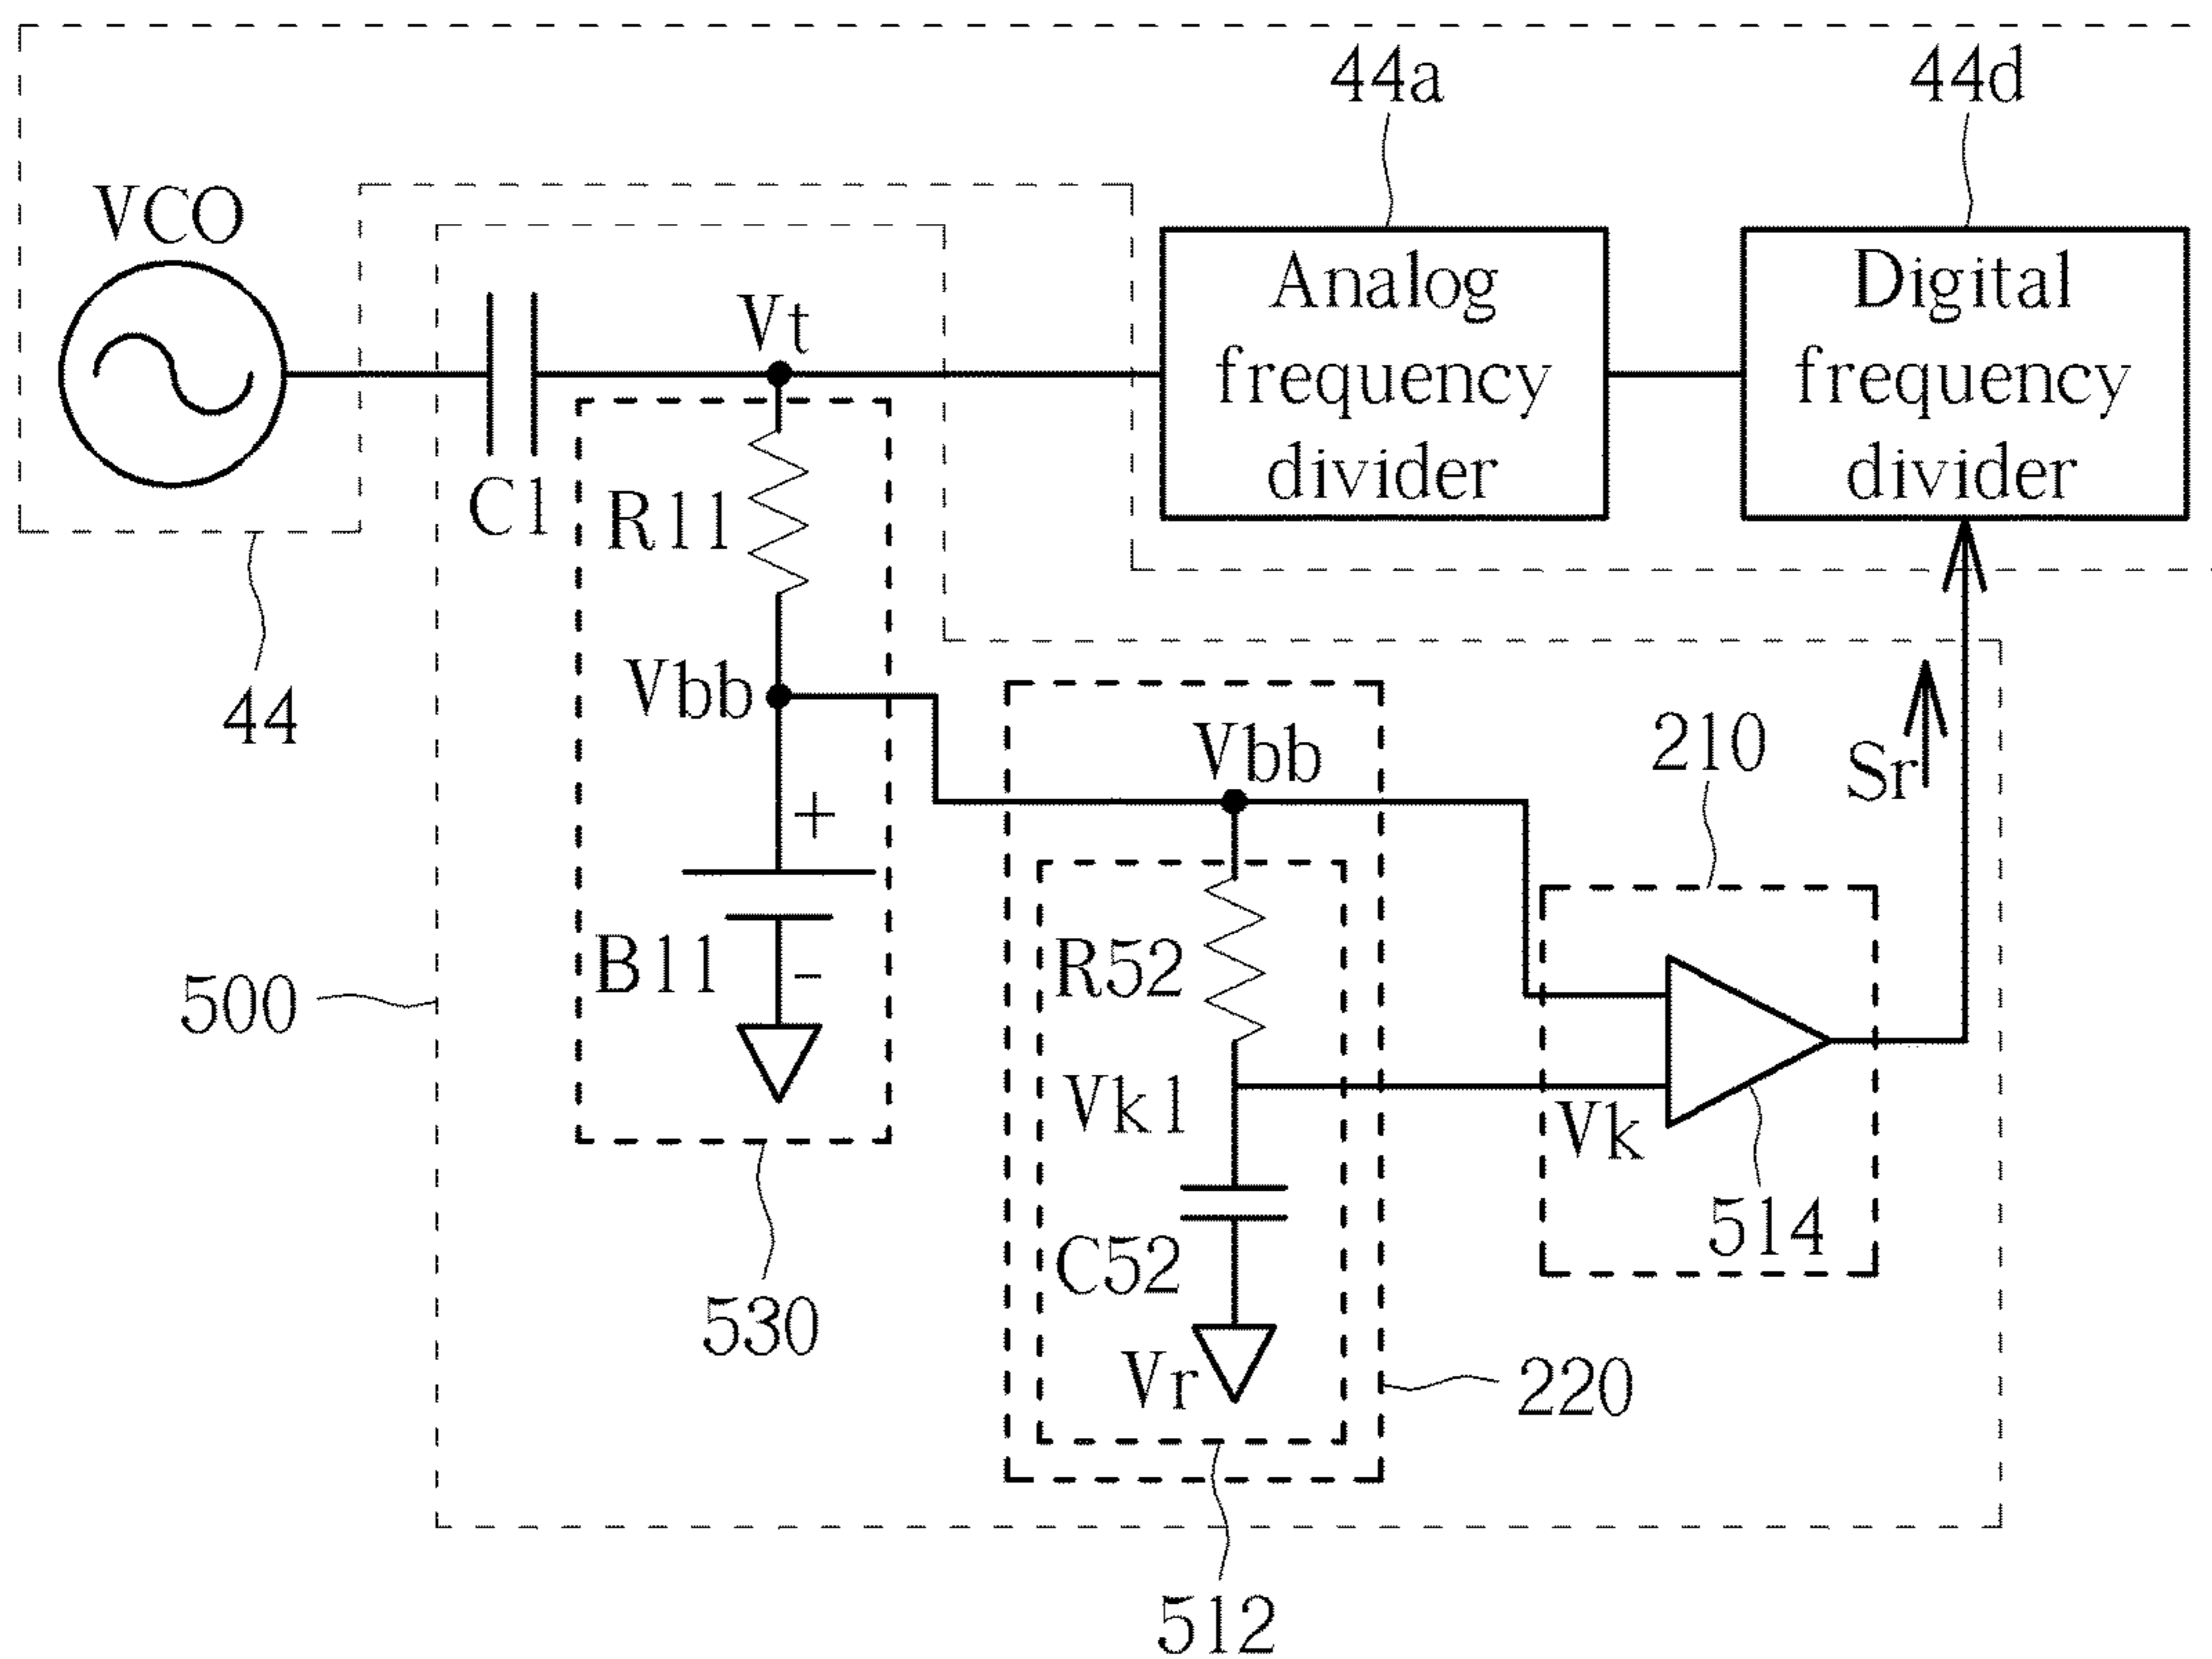 44a
44d
VCO
Analog
frequency
divider
Digital
frequency
divider
Vt
C1
R11
Vbb
44
Vbb
210
Sr
+
B11
-
R52
500
Vk1
Vk
514
C52
530
Vr
220
512